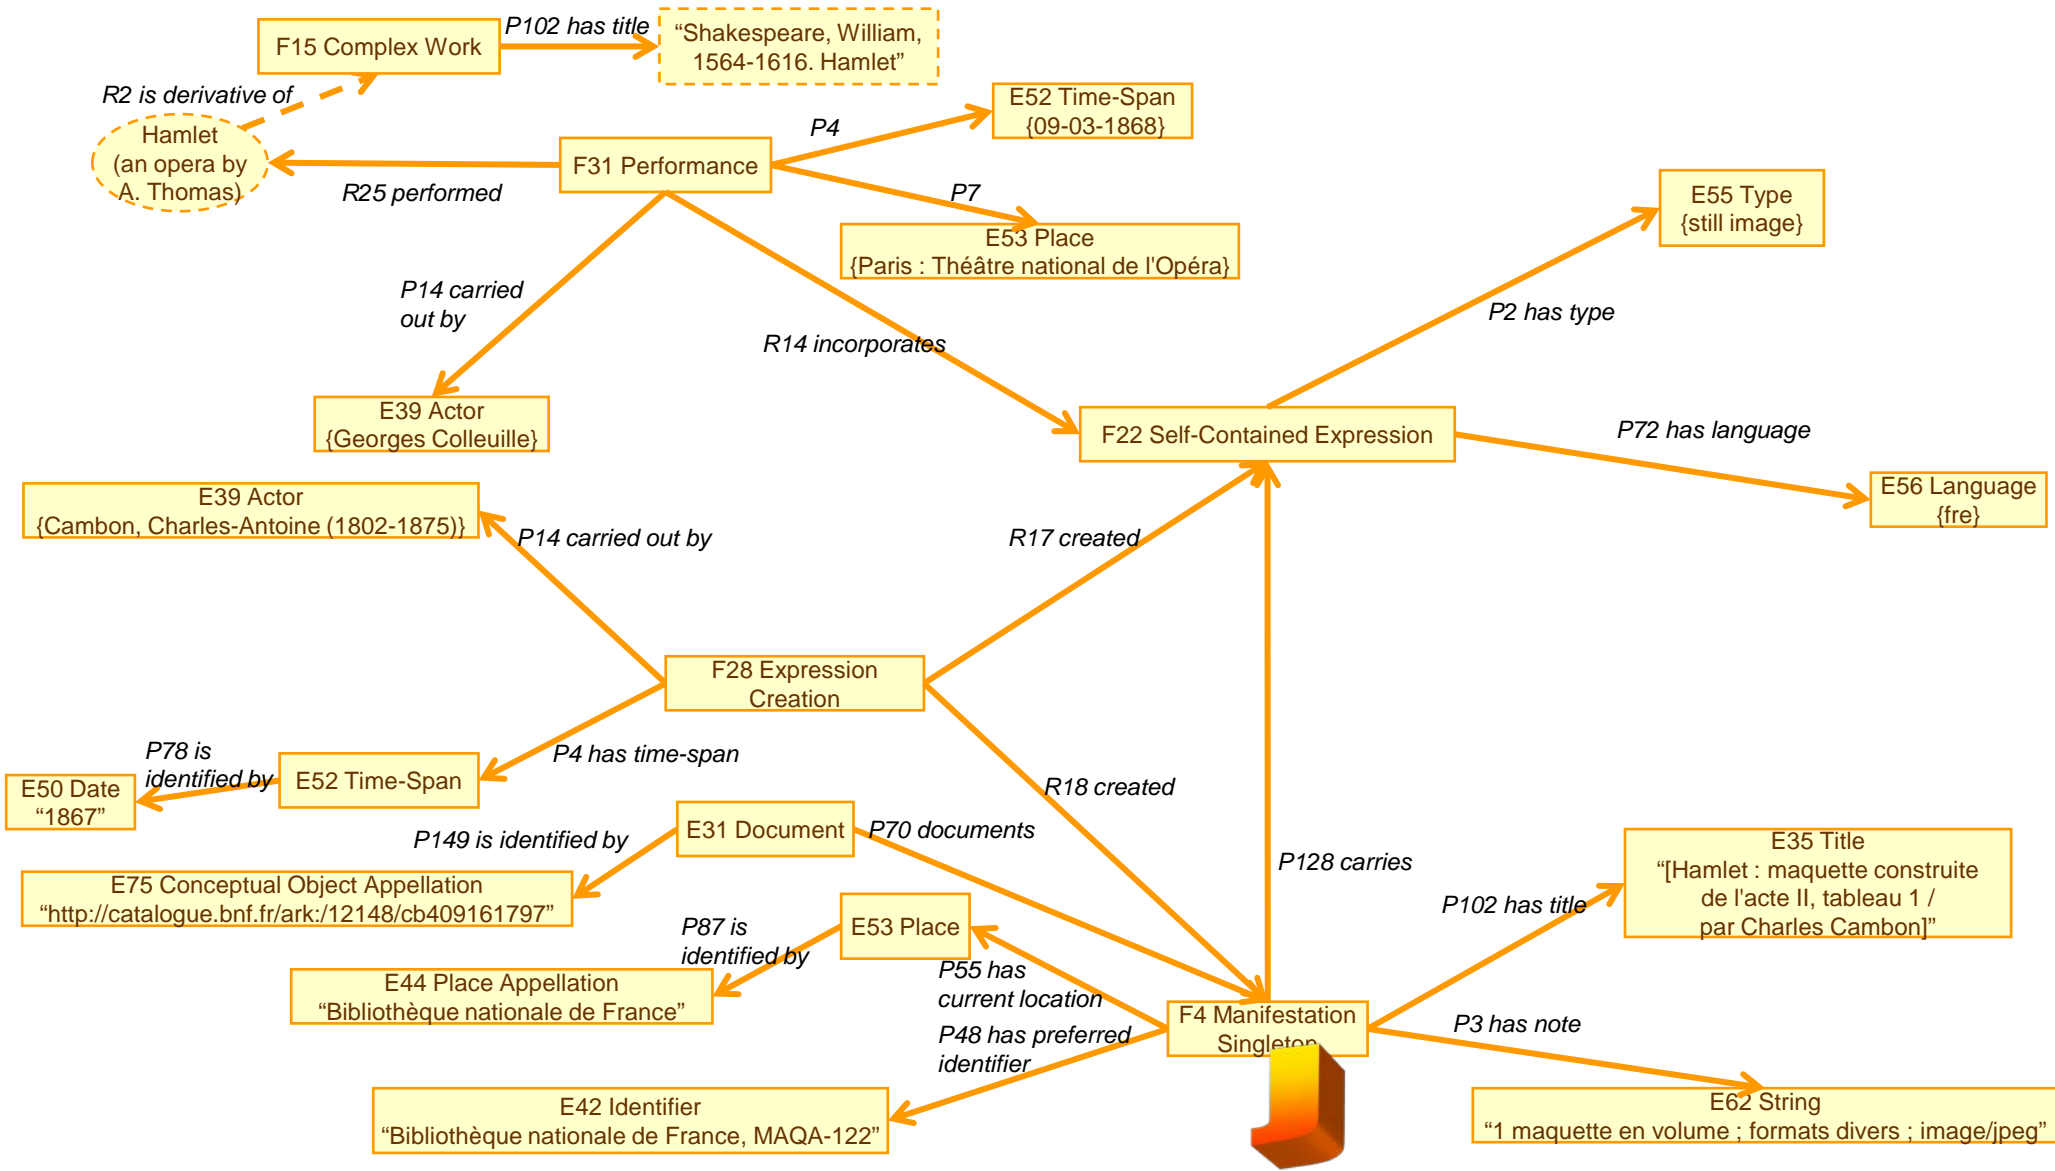 P102 has title
F15 Complex Work
“Shakespeare, William,
1564-1616. Hamlet”
R2 is derivative of
Hamlet
(an opera by
A. Thomas)
R25 performed
F31 Performance
P4
E52 Time-Span
{09-03-1868}
P7
E53 Place
{Paris : Théâtre national de l'Opéra}
E55 Type
{still image}
P14 carried
out by
R14 incorporates
P2 has type
E39 Actor
{Georges Colleuille}
F22 Self-Contained Expression
P72 has language
E56 Language
{fre}
E39 Actor
{Cambon, Charles-Antoine (1802-1875)}
P14 carried out by
R17 created
F28 Expression
Creation
P78 is
identified by
E52 Time-Span
P4 has time-span
E50 Date
“1867”
R18 created
P149 is identified by
E31 Document
P70 documents
P128 carries
E75 Conceptual Object Appellation
“http://catalogue.bnf.fr/ark:/12148/cb409161797”
E35 Title
“[Hamlet : maquette construite
de l'acte II, tableau 1 /
par Charles Cambon]”
P102 has title
P87 is
identified by
E53 Place
P55 has
current location
E44 Place Appellation
“Bibliothèque nationale de France”
F4 Manifestation
Singleton
P3 has note
P48 has preferred
identifier
E42 Identifier
“Bibliothèque nationale de France, MAQA-122”
J
E62 String
“1 maquette en volume ; formats divers ; image/jpeg”